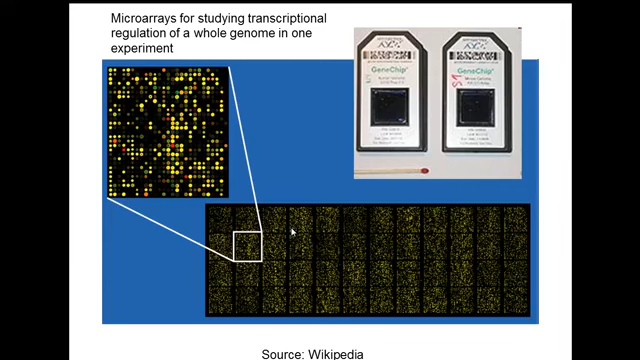 Microarrays for studying transcriptional
regulation of a whole genome in one
experiment
GeneChip
GeneChip
Source: Wikipedia